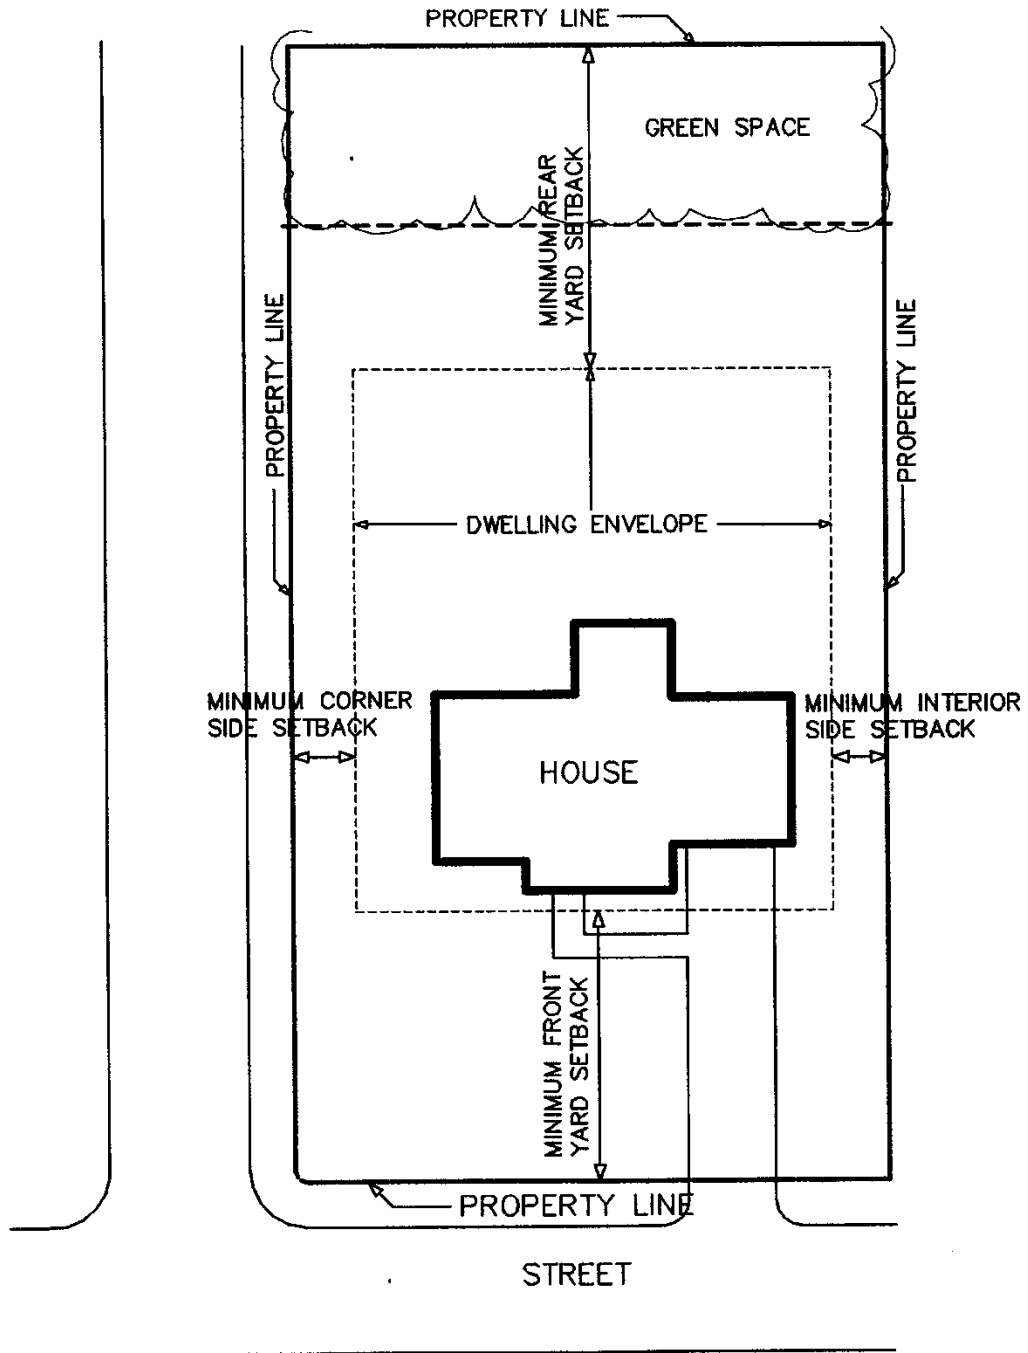 PROPERTY LINE
GREEN SPACE
MINIMUM REAR
YARD SETBACK
PROPERTY LINE
PROPERTY LINE
DWELLING ENVELOPE
MINIMUM CORNER
SIDE SETBACK
MINIMUM INTERIOR
SIDE SETBACK
HOUSE
MINIMUM FRONT
YARD SETBACK
PROPERTY LINE
STREET